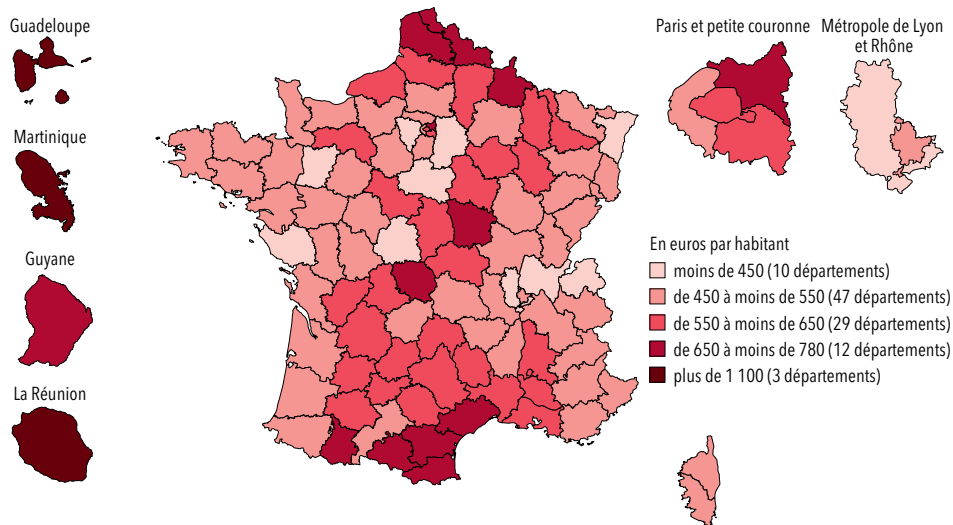 Guadeloupe
Martinique
Guyane
La Réunion
Paris et petite couronne
Métropole de Lyon
et Rhône
En euros par habitant
moins de 450 (10 départements)
de 450 à moins de 550 (47 départements)
de 550 à moins de 650 (29 départements)
de 650 à moins de 780 (12 départements)
plus de 1 100 (3 départements)